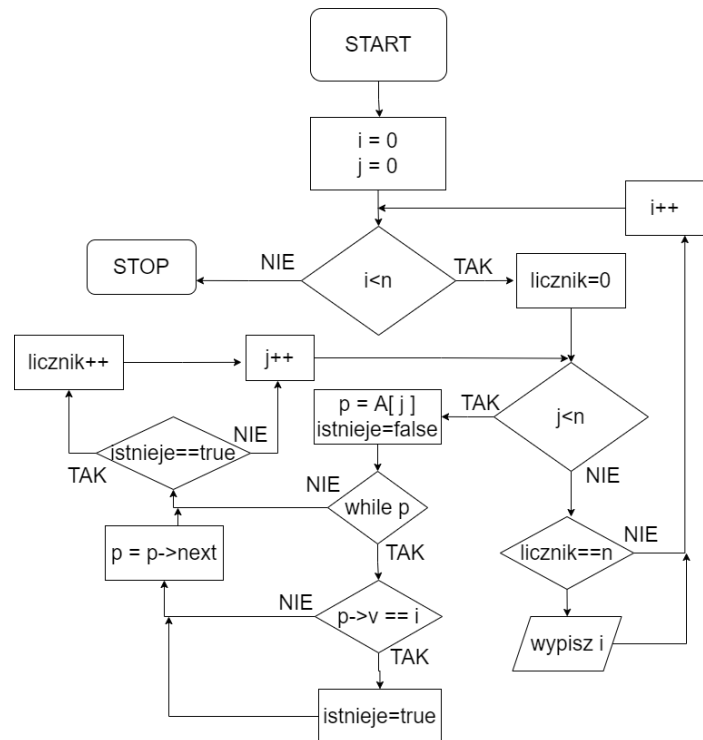 START
i = 0
j = 0
i++
NIE
TAK
STOP
i<n
licznik=0
licznik++
j++
p = A[ j ]
istnieje=false
TAK
j<n
istnieje==true
NIE
TAK
NIE
NIE
while p
p = p->next
TAK
licznik==n
NIE
NIE
p->v == i
wypisz i
TAK
istnieje=true